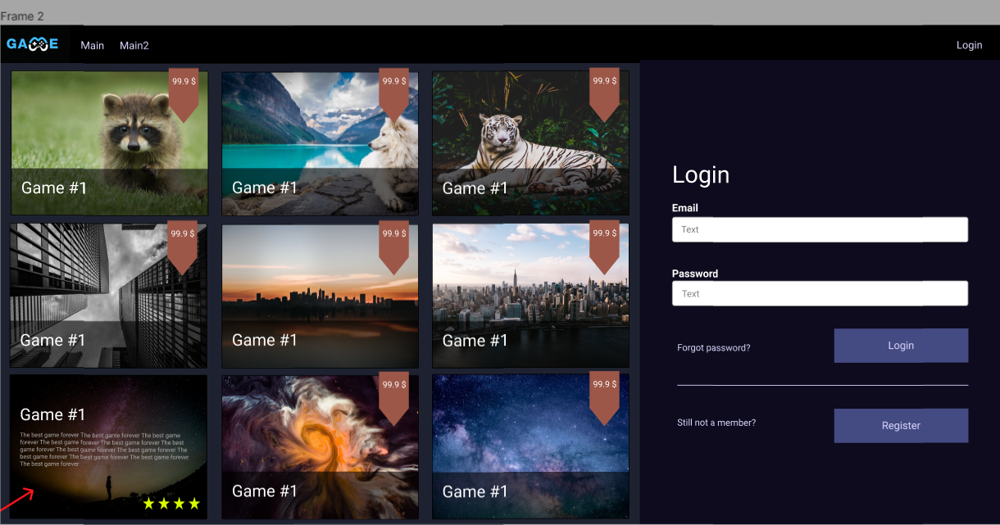 Frame 2
GAME
Main
Main2
Login
99.9 $
99.9 $
99.9 $
Game #1
Game #1
Game #1
99.9 $
99.9 $
99.9 $
Game #1
Game #1
Game #1
Game #1
The best game forever The best game forever The best game
forever The best game forever The best game forever The best
game forever The best game forever The best game forever The
best game forever The best game forever The best game forever
The best game forever
99.9 $
99.9 $
Game #1
Game #1
Login
Email
Text
Password
Text
Forgot password?
Login
Still not a member?
Register